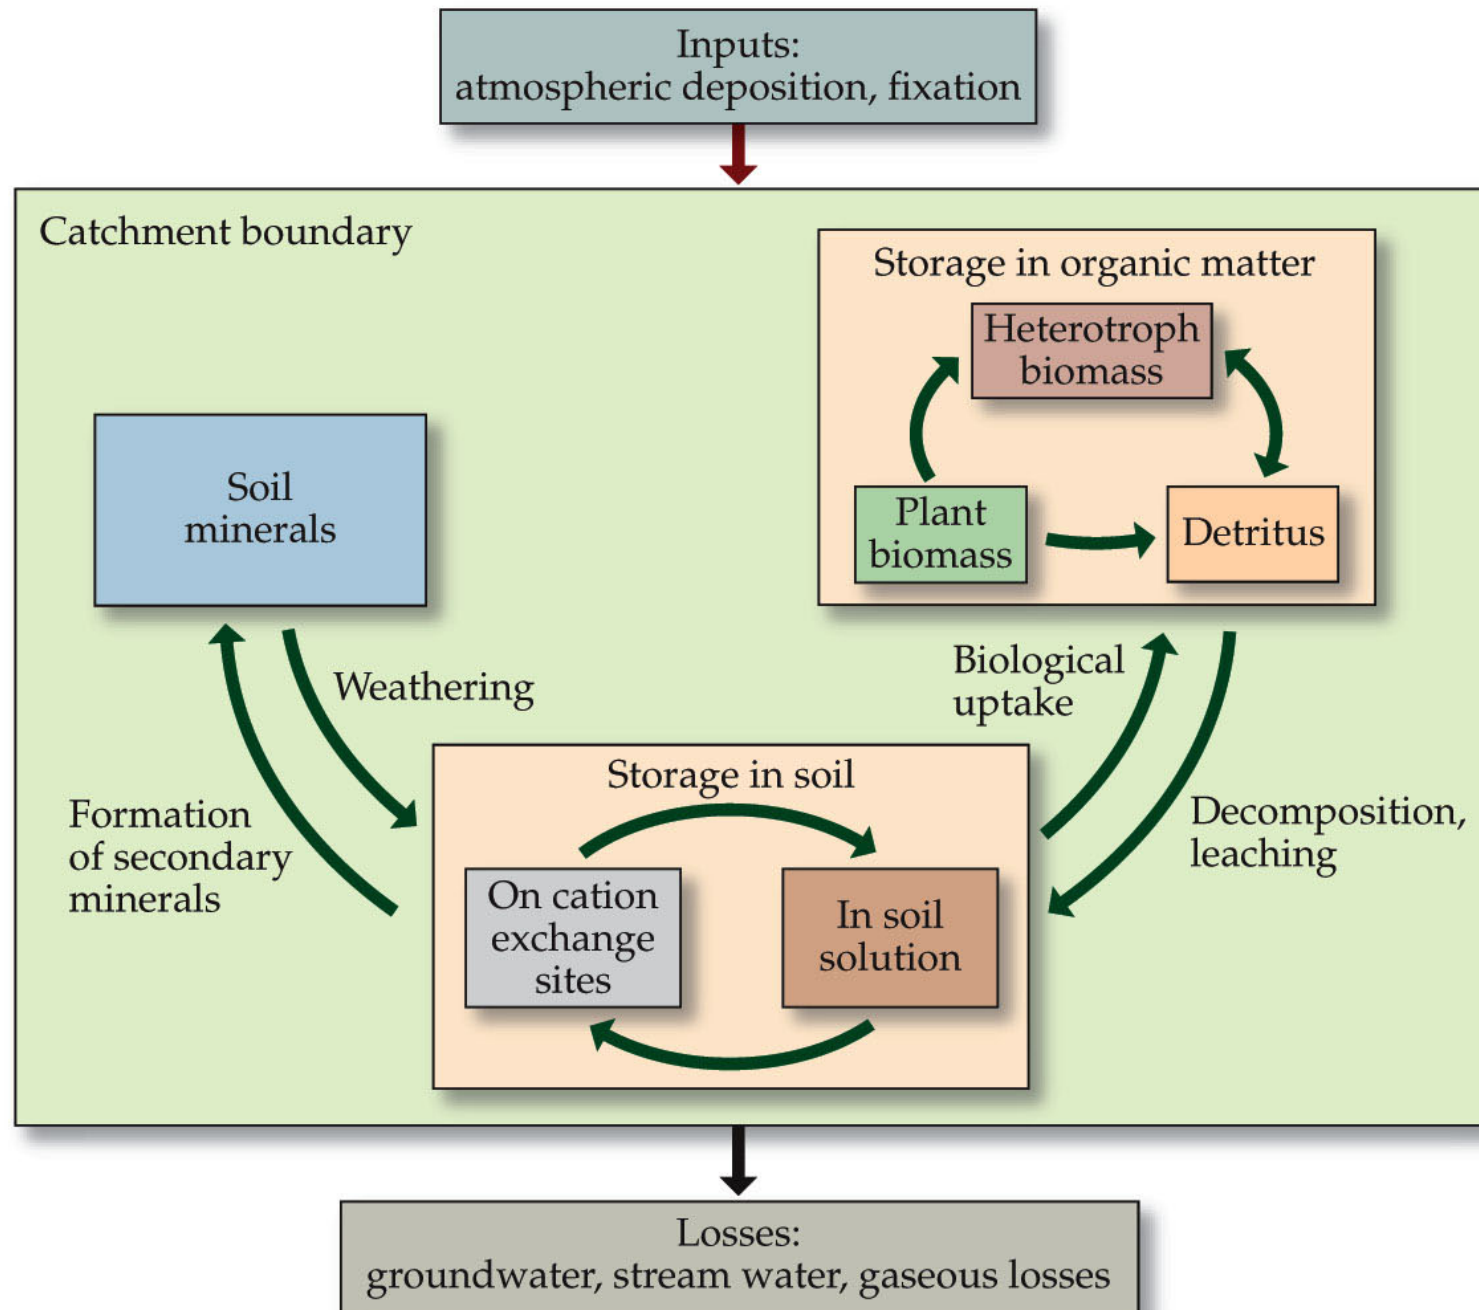 Inputs:
atmospheric deposition, fixation
Catchment boundary
Storage in organic matter
Heterotroph
biomass
Plant
biomass
Detritus
Soil
minerals
Weathering
Formation
of secondary
minerals
Biological
uptake
Decomposition,
leaching
Storage in soil
On cation
exchange
sites
In soil
solution
Losses:
groundwater, stream water, gaseous losses